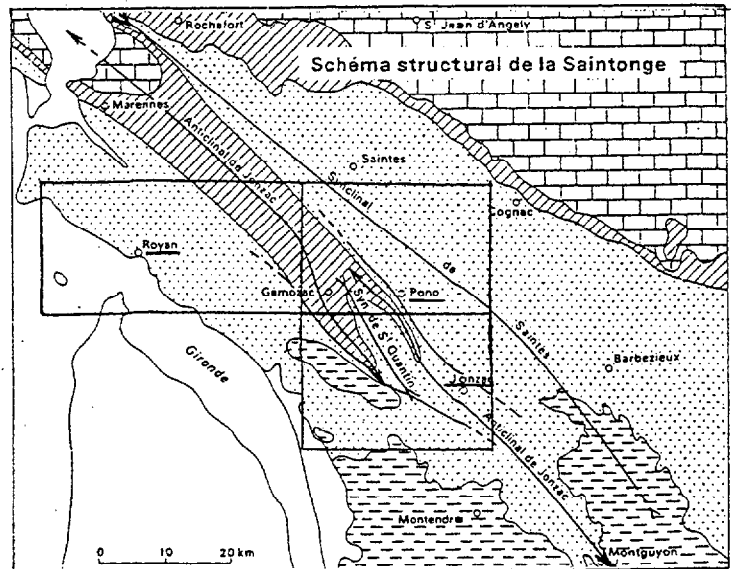 Rochefort
St Jean d'Angely
Schéma structural de la Saintonge
Marennes
Anticlinal de Jonzac
Saintes
Synclinal de Saintes
Cognac
Royan
Gemozac
Pons
Syn. de St Quantin
Barbezieux
Jonzac
Gironde
Anticlinal de Jonzac
Montendre
Montguyon
0 10 20 km